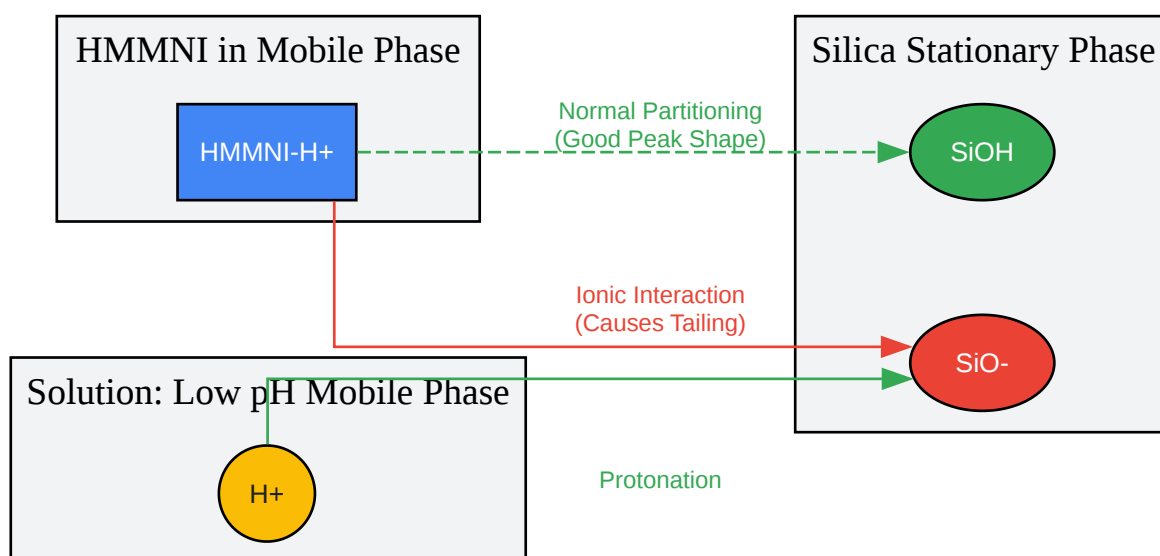 HMMNI in Mobile Phase
Silica Stationary Phase
HMMNI-H+
Normal Partitioning
(Good Peak Shape)
SiOH
Ionic Interaction
(Causes Tailing)
SiO-
Solution: Low pH Mobile Phase
H+
Protonation